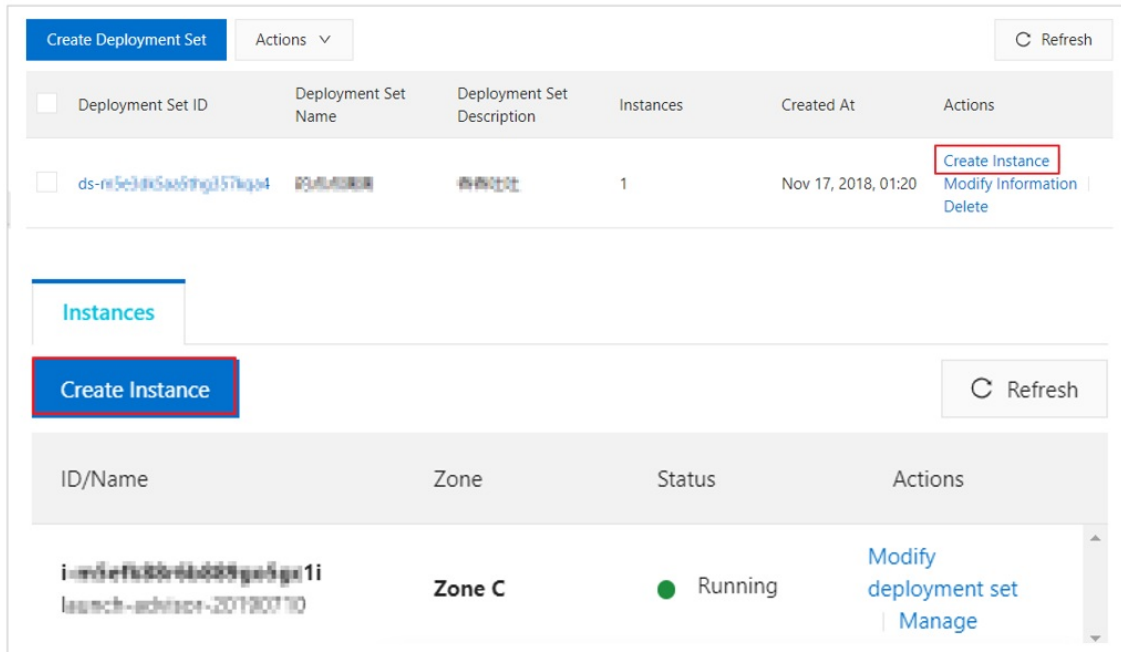 Create Deployment Set Actions Refresh
Deployment Set ID Deployment Set Name Deployment Set Description Instances Created At Actions
1 Nov 17, 2018, 01:20 Create Instance
Modify Information
Delete
Instances
Create Instance Refresh
ID/Name Zone Status Actions
Zone C Running Modify
deployment set
Manage